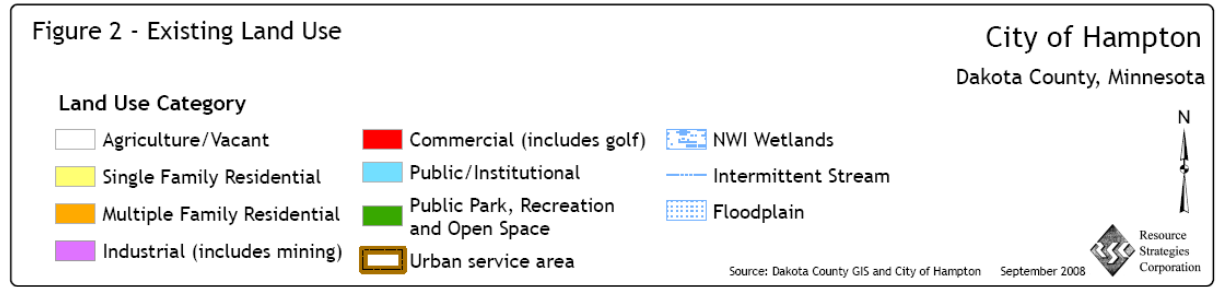 Figure 2 - Existing Land Use
City of Hampton
Dakota County, Minnesota
Land Use Category
Agriculture/Vacant
Single Family Residential
Multiple Family Residential
Industrial (includes mining)
Commercial (includes golf)
Public/Institutional
Public Park, Recreation
and Open Space
Urban service area
NWI Wetlands
Intermittent Stream
Floodplain
N
Source: Dakota County GIS and City of Hampton September 2008
Resource
Strategies
Corporation